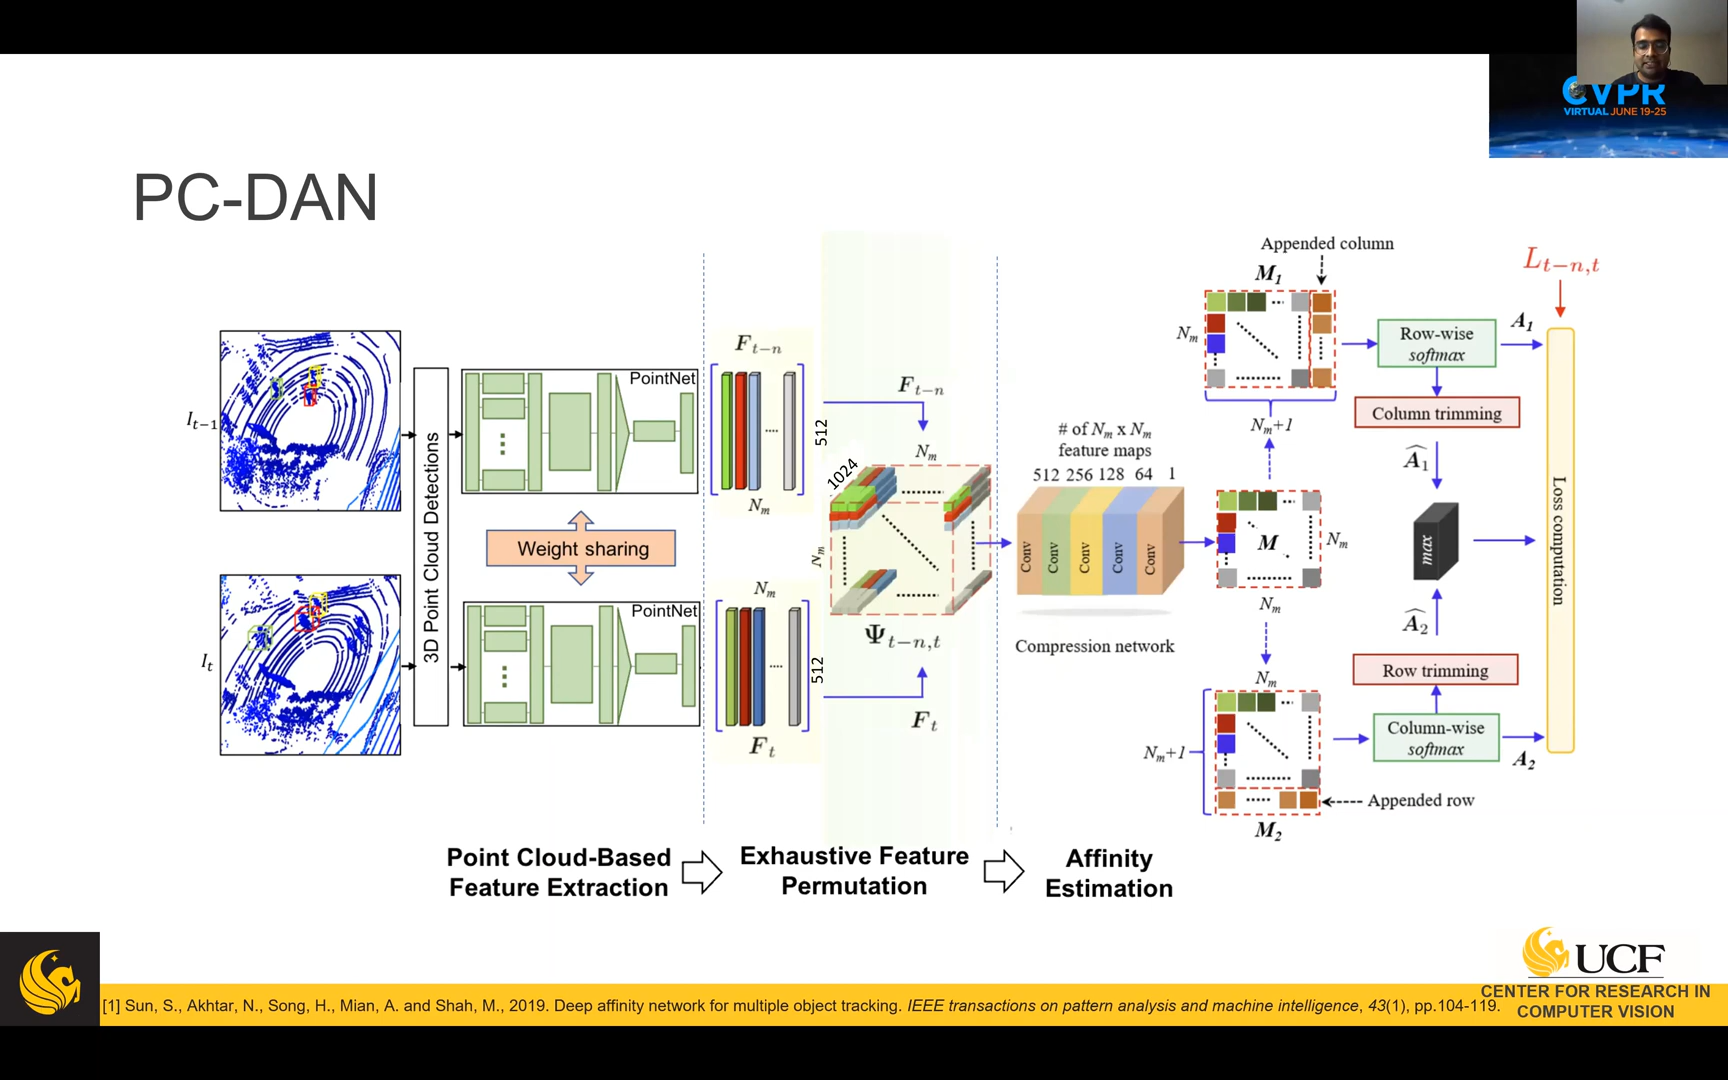 CVPR
VIRTUAL JUNE 19-25
PC-DAN
I_{t-1}
I_t
3D Point Cloud Detections
PointNet
Weight sharing
PointNet
F_{t-n}
512
N_m
N_m
512
F_t
F_{t-n}
N_m
1024
N_m
Ψ_{t-n,t}
F_t
# of N_m x N_m
feature maps
512 256 128 64 1
Conv
Conv
Conv
Conv
Conv
Compression network
Appended column
M_1
N_m
N_m+1
M
N_m
N_m
N_m
N_m+1
Appended row
M_2
Row-wise
softmax
A_1
Column trimming
\widehat{A_1}
max
\widehat{A_2}
Row trimming
Column-wise
softmax
A_2
L_{t-n,t}
Loss computation
Point Cloud-Based
Feature Extraction
Exhaustive Feature
Permutation
Affinity
Estimation
UCF
CENTER FOR RESEARCH IN
COMPUTER VISION
[1] Sun, S., Akhtar, N., Song, H., Mian, A. and Shah, M., 2019. Deep affinity network for multiple object tracking. IEEE transactions on pattern analysis and machine intelligence, 43(1), pp.104-119.